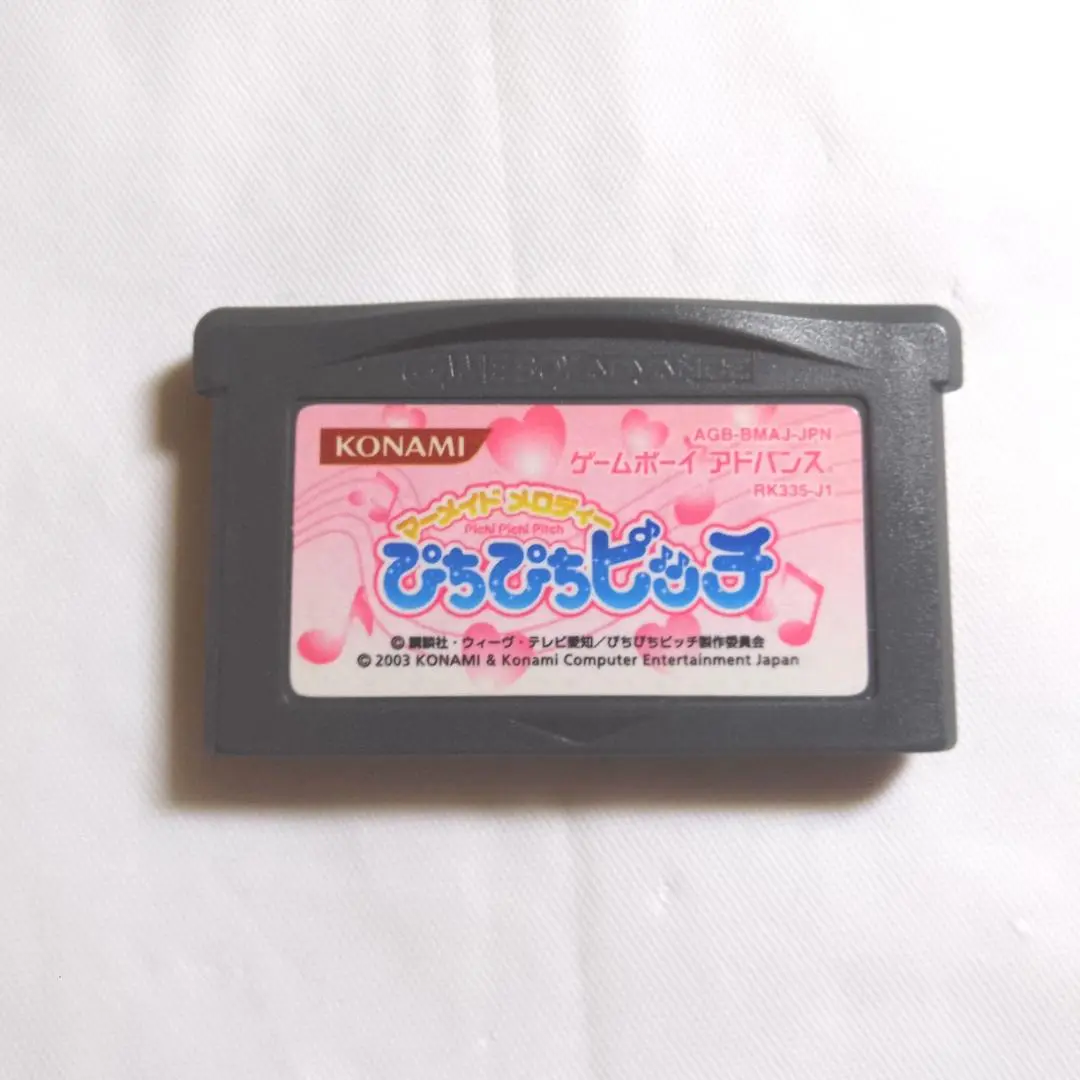 GAME BOY ADVANCE
KONAMI
AGB-BMAJ-JPN
ゲームボーイ アドバンス
RK335-J1
マーメイド メロディー
Pichi Pichi Pitch
ぴちぴちピッチ
© 講談社・ウィーヴ・テレビ愛知/ぴちぴちピッチ製作委員会
© 2003 KONAMI & Konami Computer Entertainment Japan